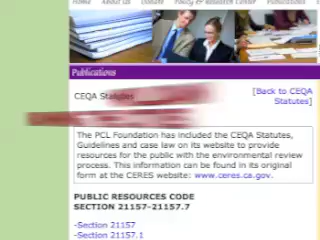 Home About Us Donate Policy & Research Center Publications
Publications
CEQA Statutes
[Back to CEQA
Statutes]
The PCL Foundation has included the CEQA Statutes,
Guidelines and case law on its website to provide
resources for the public with the environmental review
process. This information can be found in its original
form at the CERES website: www.ceres.ca.gov.
PUBLIC RESOURCES CODE
SECTION 21157-21157.7
-Section 21157
-Section 21157.1